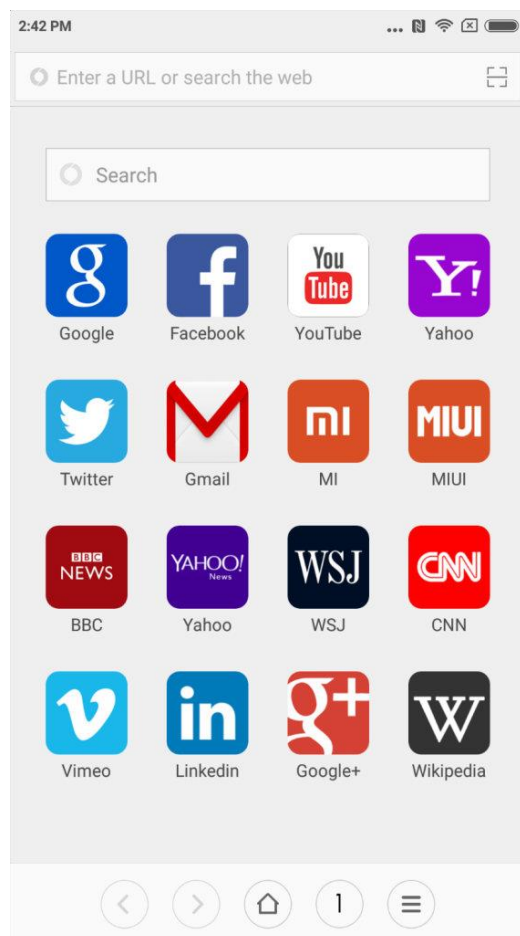 2:42 PM
Enter a URL or search the web
Search
g
f
You
Tube
Y!
Google
Facebook
YouTube
Yahoo
M
mi
MIUI
Twitter
Gmail
MI
MIUI
BBC
NEWS
YAHOO!
News
WSJ
CNN
BBC
Yahoo
WSJ
CNN
v
in
g+
W
Vimeo
Linkedin
Google+
Wikipedia
1